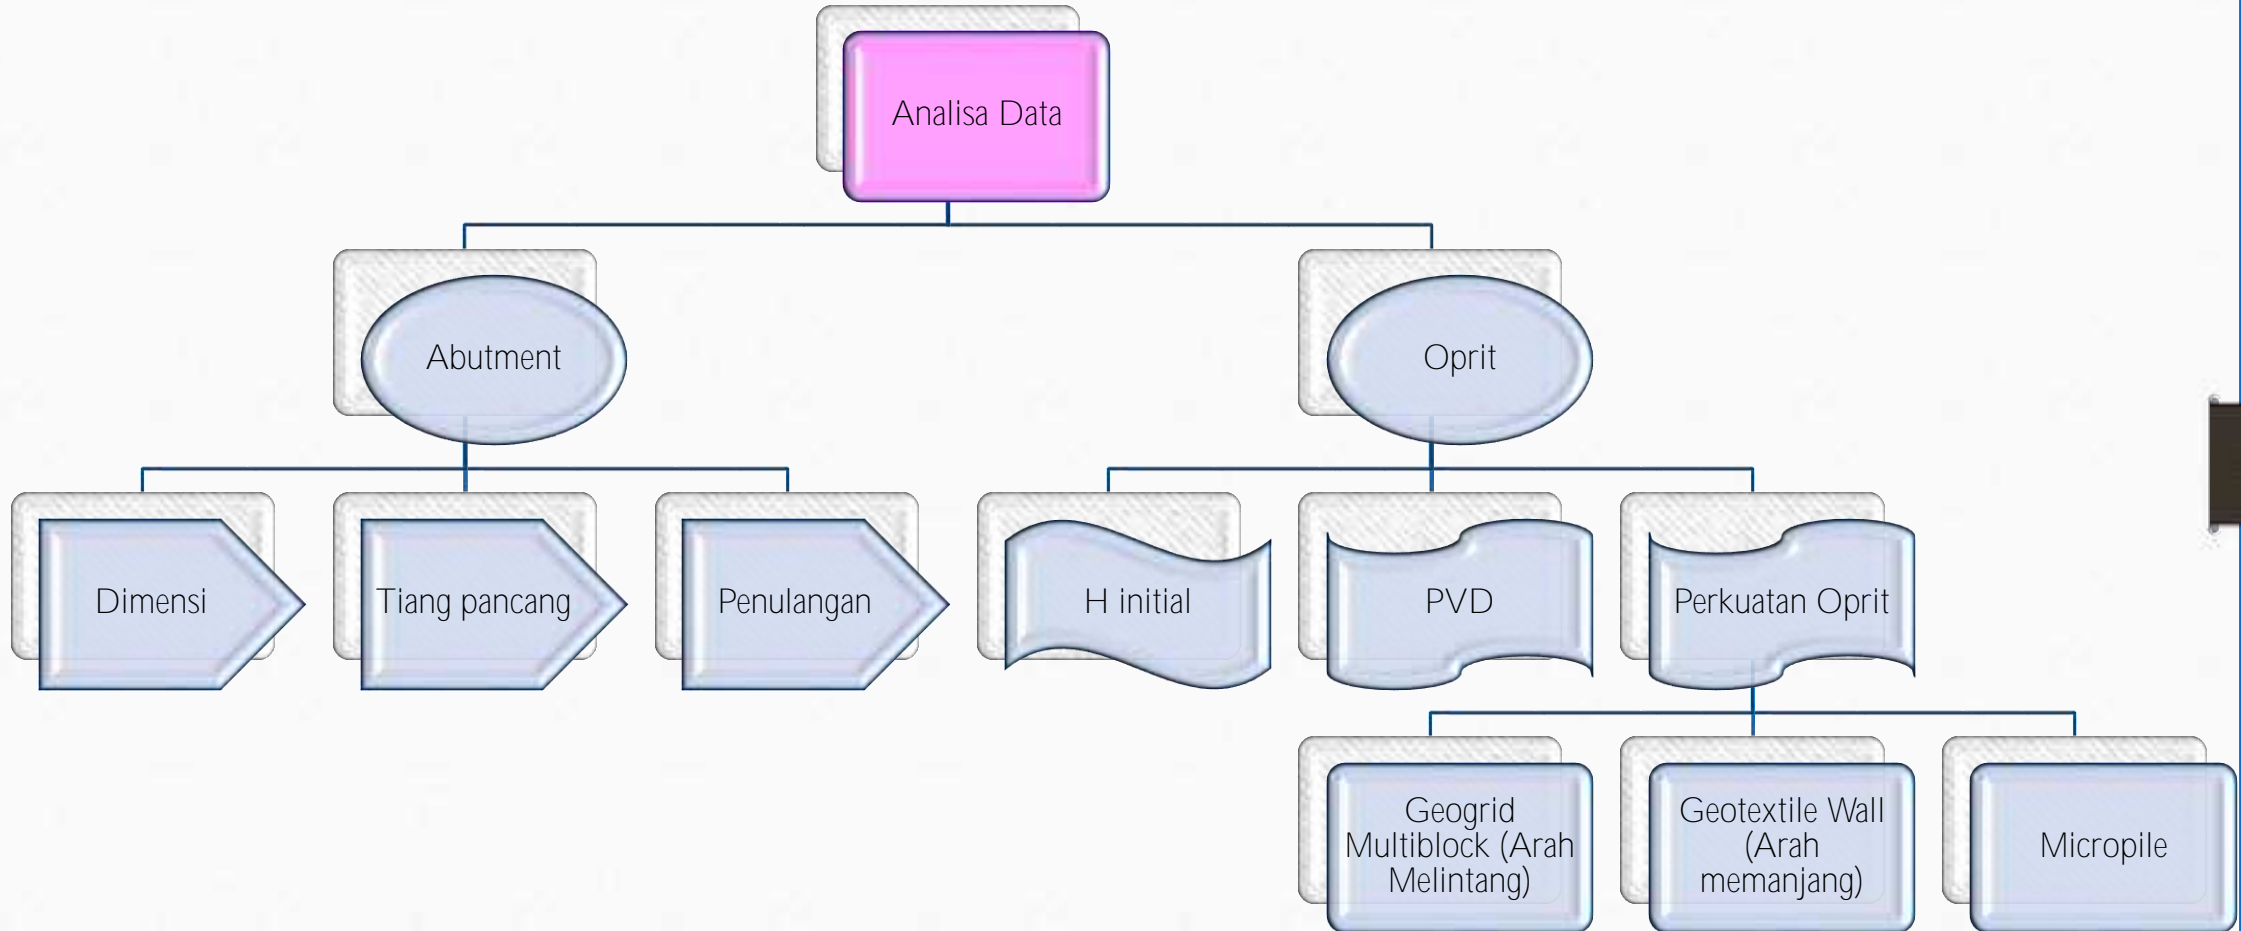 Analisa Data
Abutment
Oprit
Dimensi
Tiang pancang
Penulangan
H initial
PVD
Perkuatan Oprit
Geogrid
Multiblock (Arah
Melintang)
Geotextile Wall
(Arah
memanjang)
Micropile